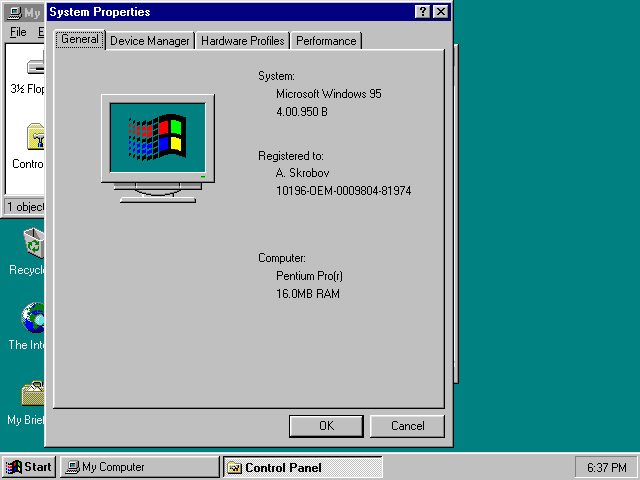 My
System Properties
File
General
Device Manager
Hardware Profiles
Performance
3½ Flop
Contro
1 object
System:
Microsoft Windows 95
4.00.950 B
Registered to:
A. Skrobov
10196-OEM-0009804-81974
Computer:
Pentium Pro(r)
16.0MB RAM
Recycl
The Inte
My Brief
OK
Cancel
Start
My Computer
Control Panel
6:37 PM